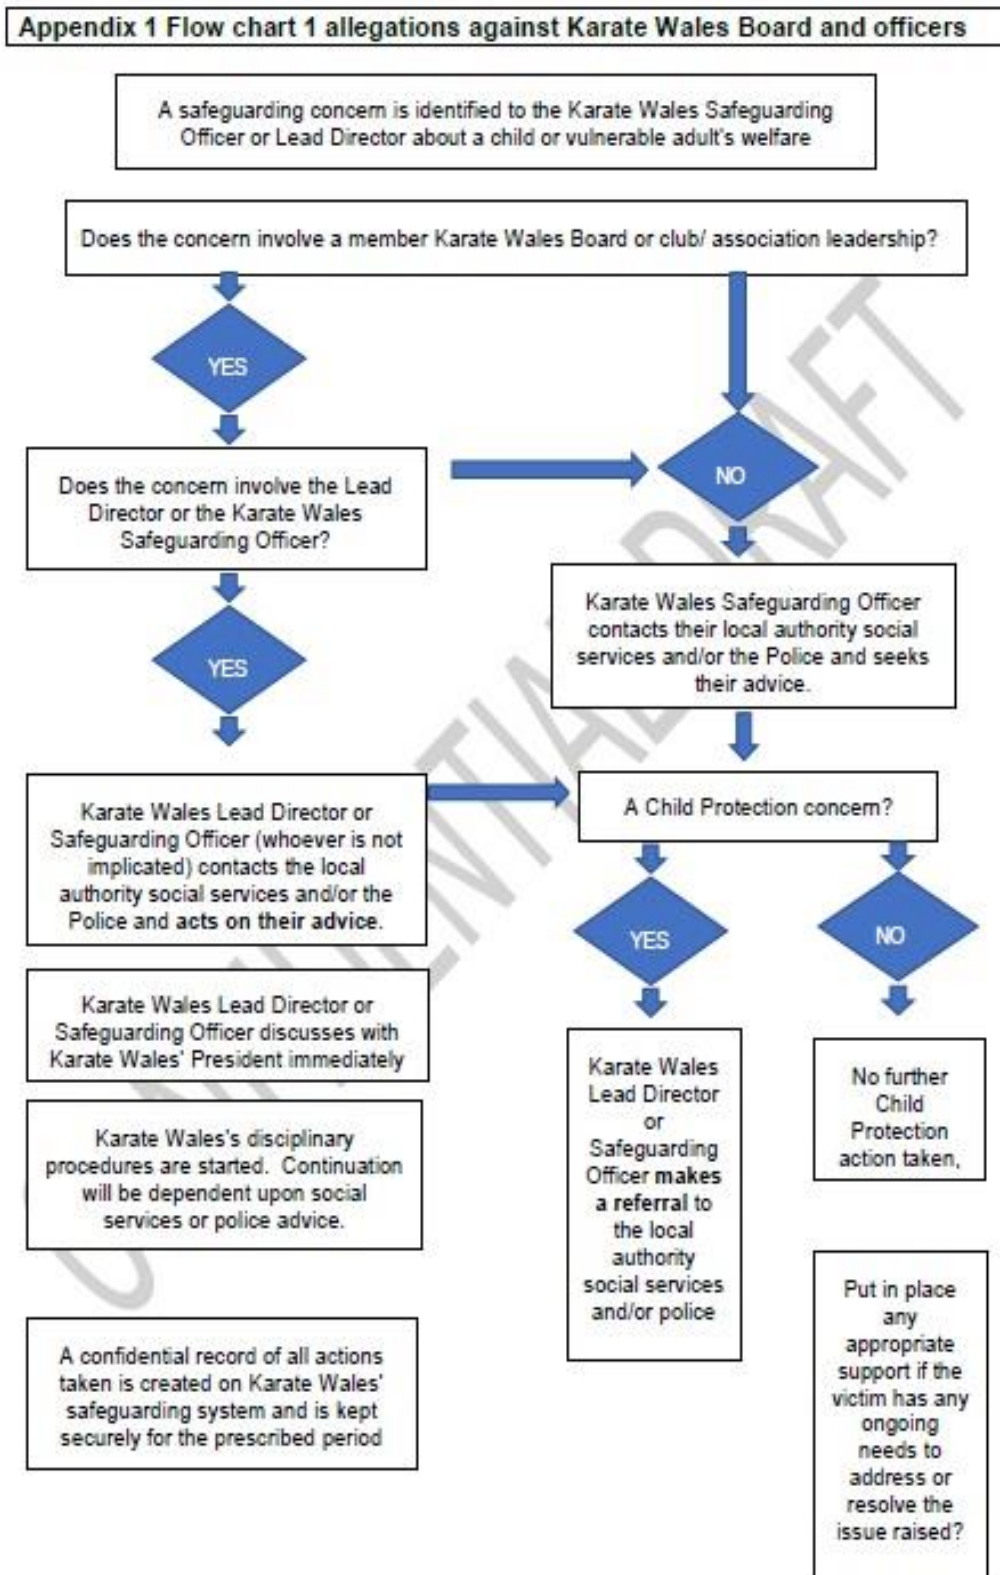 Appendix 1 Flow chart 1 allegations against Karate Wales Board and officers
A safeguarding concern is identified to the Karate Wales Safeguarding
Officer or Lead Director about a child or vulnerable adult's welfare
Does the concern involve a member Karate Wales Board or club/ association leadership?
YES
NO
Does the concern involve the Lead
Director or the Karate Wales
Safeguarding Officer?
YES
Karate Wales Safeguarding Officer
contacts their local authority social
services and/or the Police and seeks
their advice.
Karate Wales Lead Director or
Safeguarding Officer (whoever is not
implicated) contacts the local
authority social services and/or the
Police and acts on their advice.
A Child Protection concern?
YES
NO
Karate Wales Lead Director or
Safeguarding Officer discusses with
Karate Wales' President immediately
Karate Wales's disciplinary
procedures are started.  Continuation
will be dependent upon social
services or police advice.
A confidential record of all actions
taken is created on Karate Wales'
safeguarding system and is kept
securely for the prescribed period
Karate Wales
Lead Director
or
Safeguarding
Officer makes
a referral to
the local
authority
social services
and/or police
No further
Child
Protection
action taken,
Put in place
any
appropriate
support if the
victim has any
ongoing
needs to
address or
resolve the
issue raised?
CONFIDENTIAL DRAFT